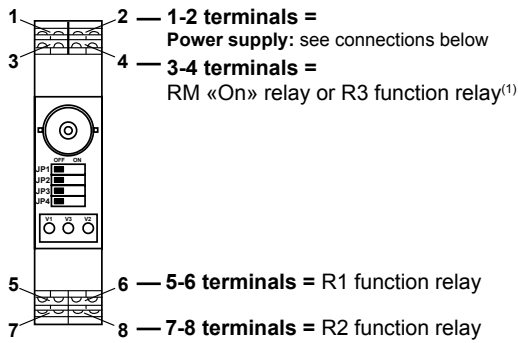 1 2 — 1-2 terminals =
Power supply: see connections below
3 4 — 3-4 terminals =
RM «On» relay or R3 function relay(1)
OFF ON
JP1
JP2
JP3
JP4
V1 V3 V2
5 6 — 5-6 terminals = R1 function relay
7 8 — 7-8 terminals = R2 function relay